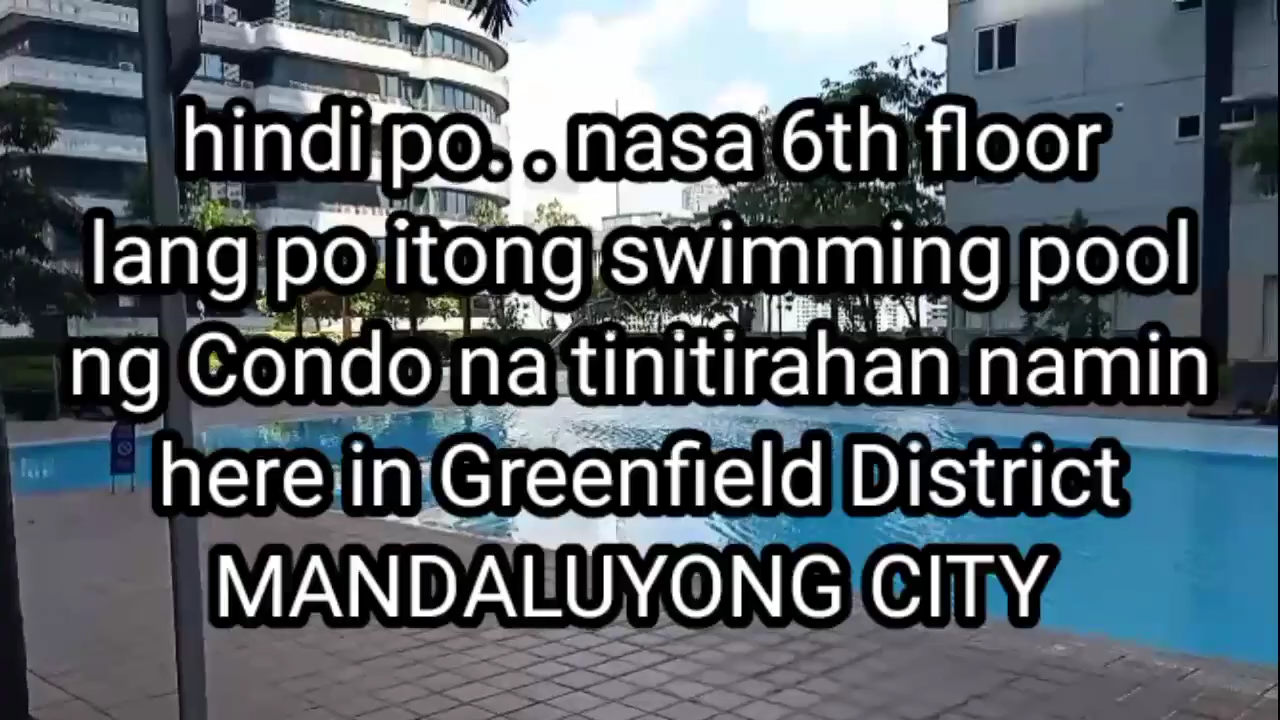 hindi po. . nasa 6th floor
lang po itong swimming pool
ng Condo na tinitirahan namin
here in Greenfield District
MANDALUYONG CITY